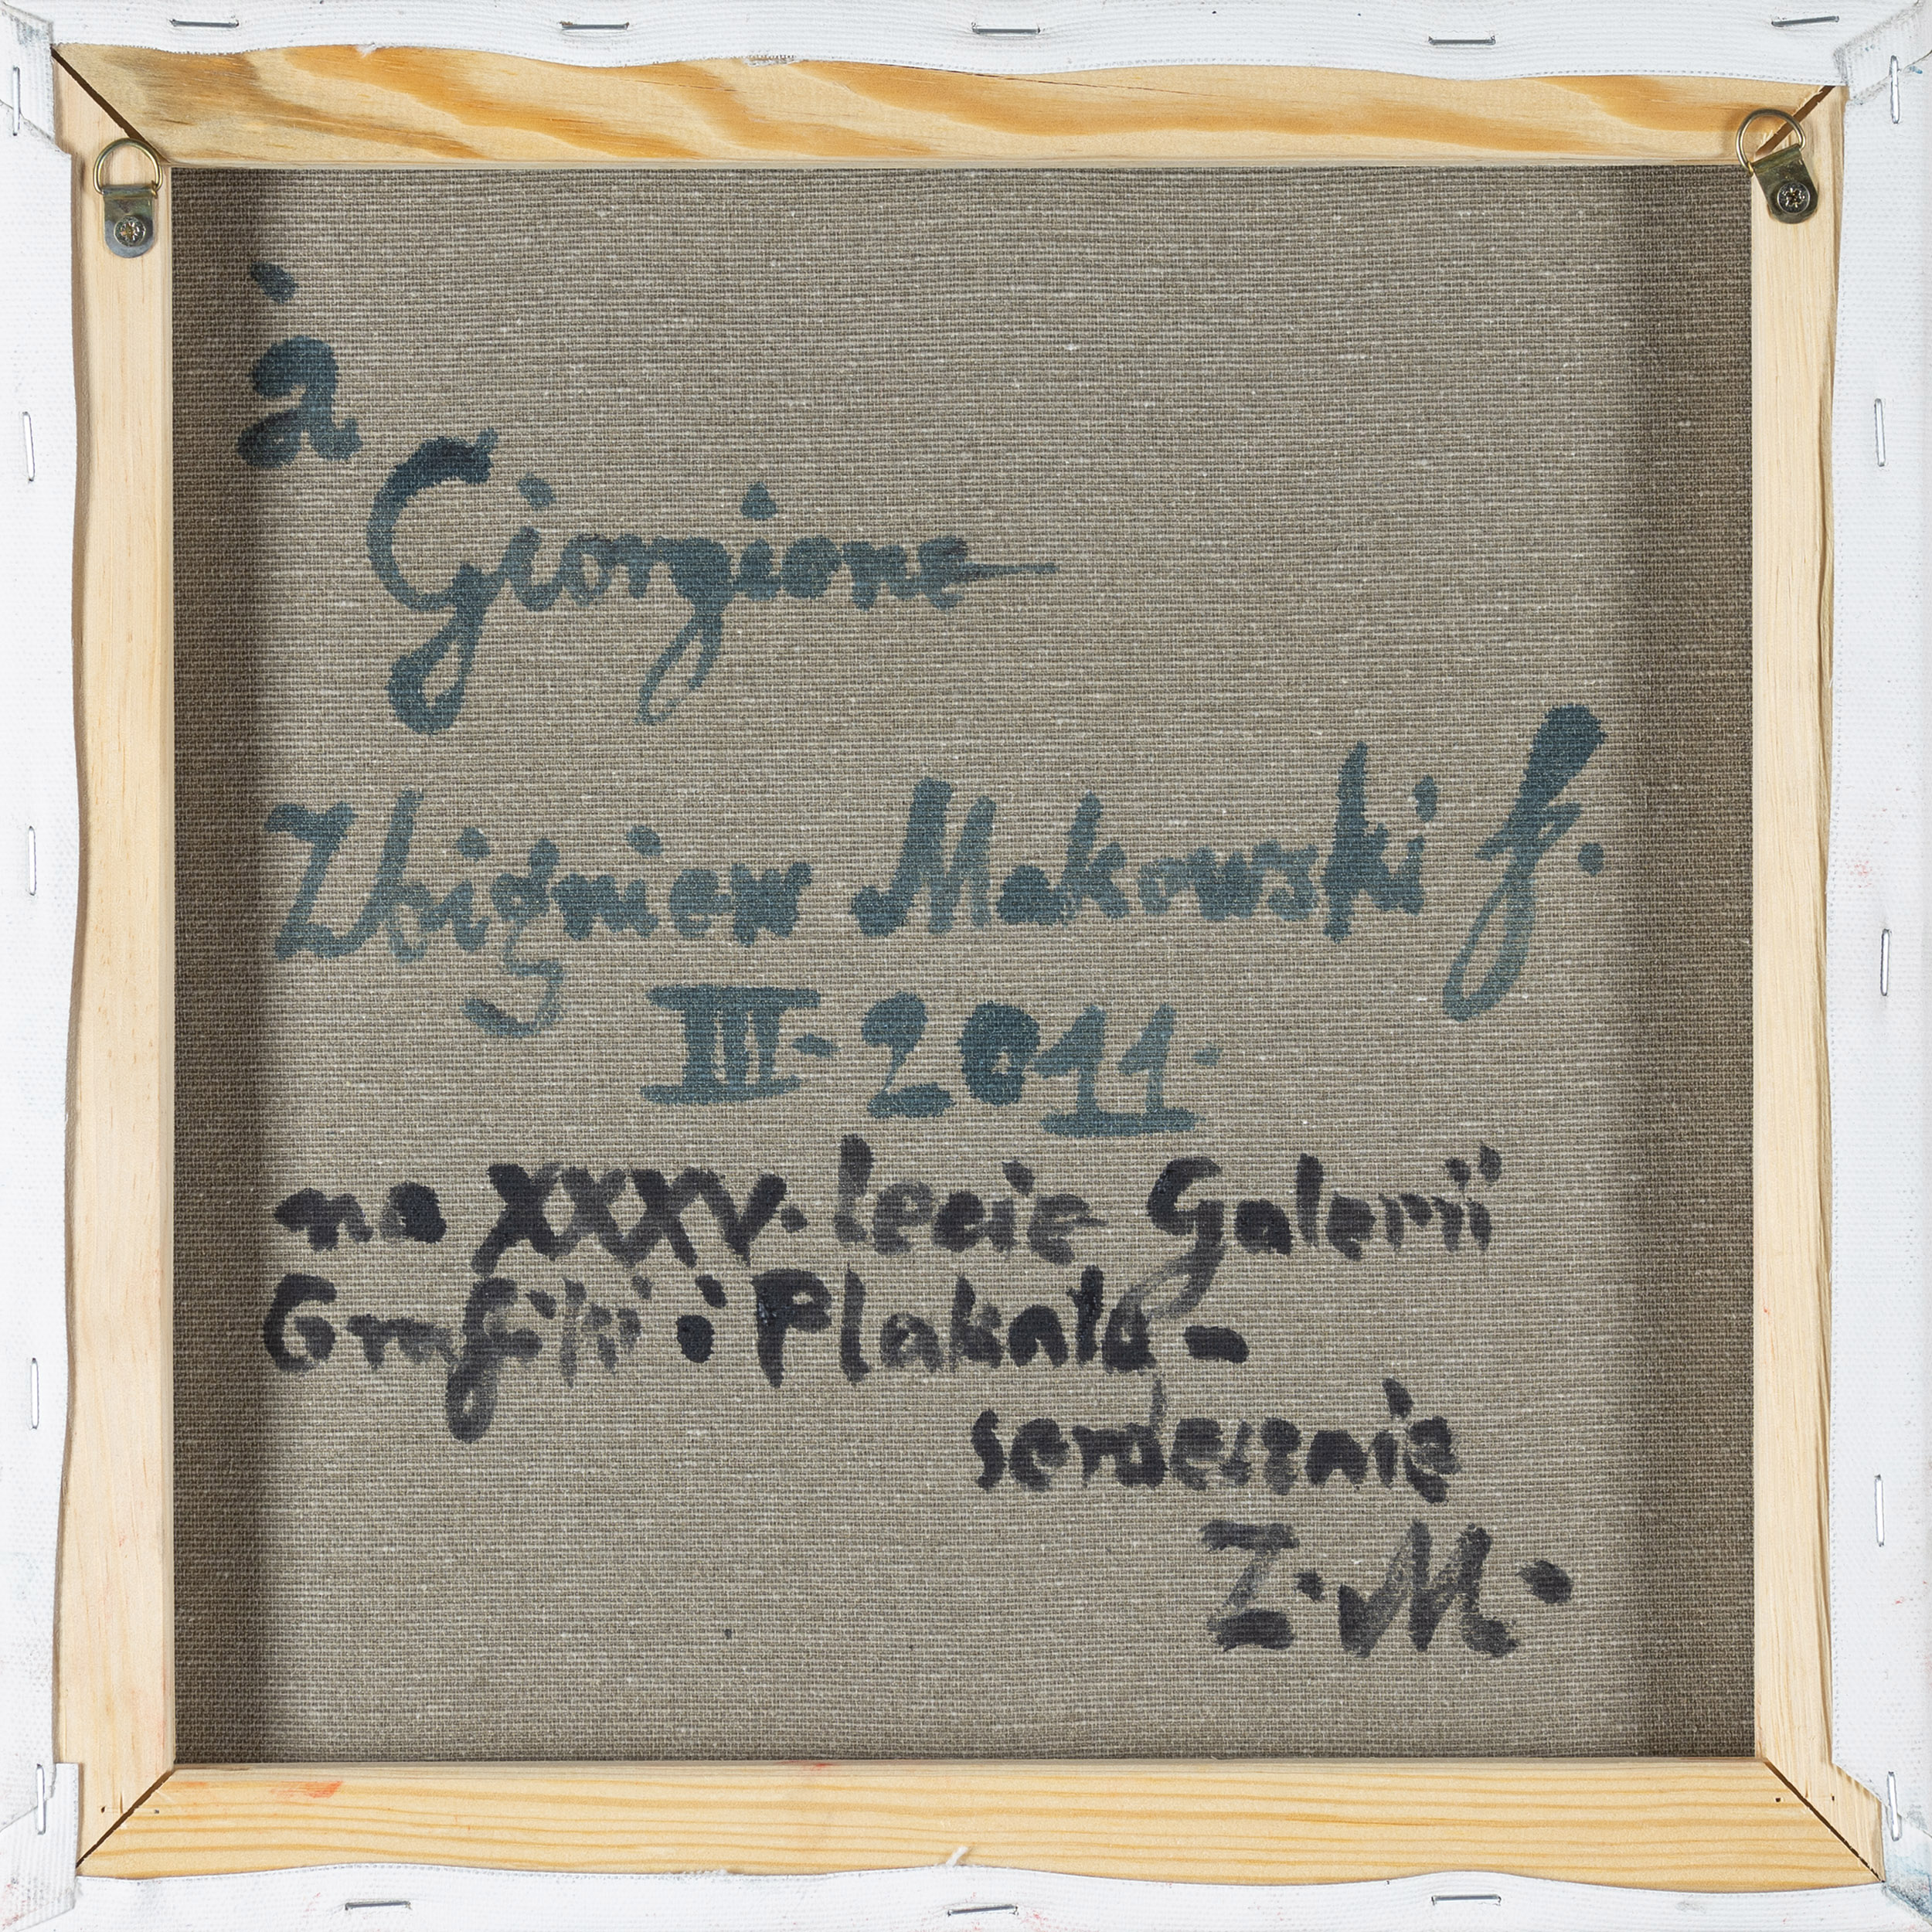 à
Giorgione
Zbigniew Makowski f.
III·2011·
na XXXV·lecie Galerii
Grafiki i Plakatu –
serdecznie
Z·M·